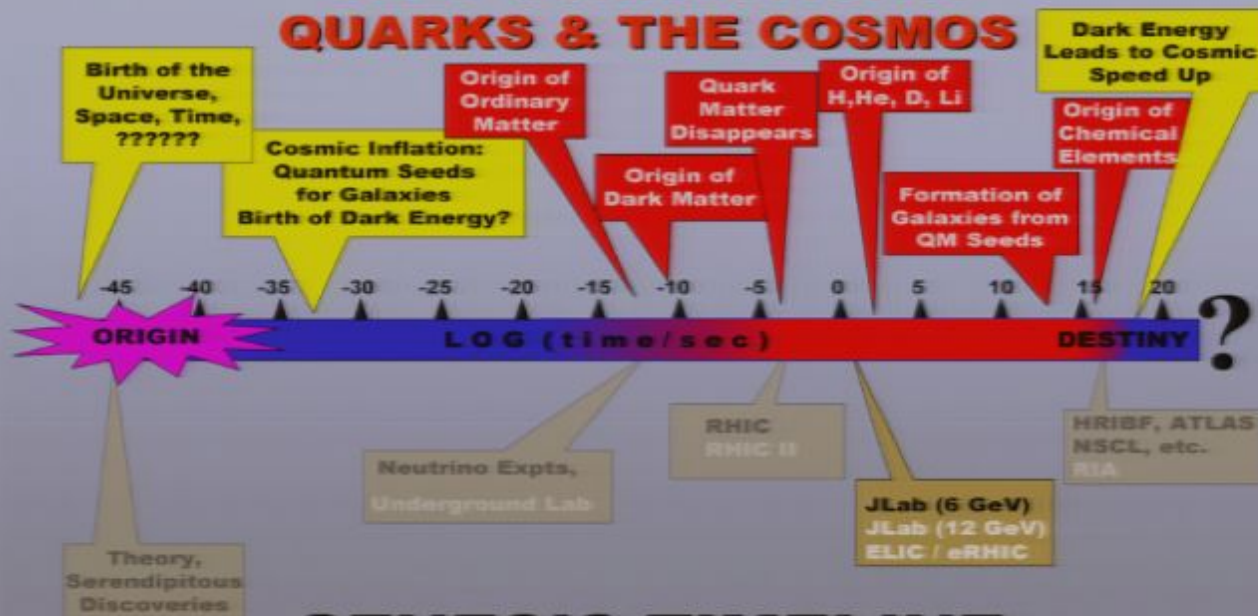 QUARKS & THE COSMOS
Birth of the
Universe,
Space, Time,
??????
Cosmic Inflation:
Quantum Seeds
for Galaxies
Birth of Dark Energy?
Origin of
Ordinary
Matter
Origin of
Dark Matter
Quark
Matter
Disappears
Origin of
H,He, D, Li
Formation of
Galaxies from
QM Seeds
Origin of
Chemical
Elements
Dark Energy
Leads to Cosmic
Speed Up
-45 -40 -35 -30 -25 -20 -15 -10 -5 0 5 10 15 20
ORIGIN LOG (time/sec) DESTINY ?
Neutrino Expts,
Underground Lab
RHIC
RHIC II
JLab (6 GeV)
JLab (12 GeV)
ELIC / eRHIC
HRIBF, ATLAS
NSCL, etc.
RIA
Theory,
Serendipitous
Discoveries